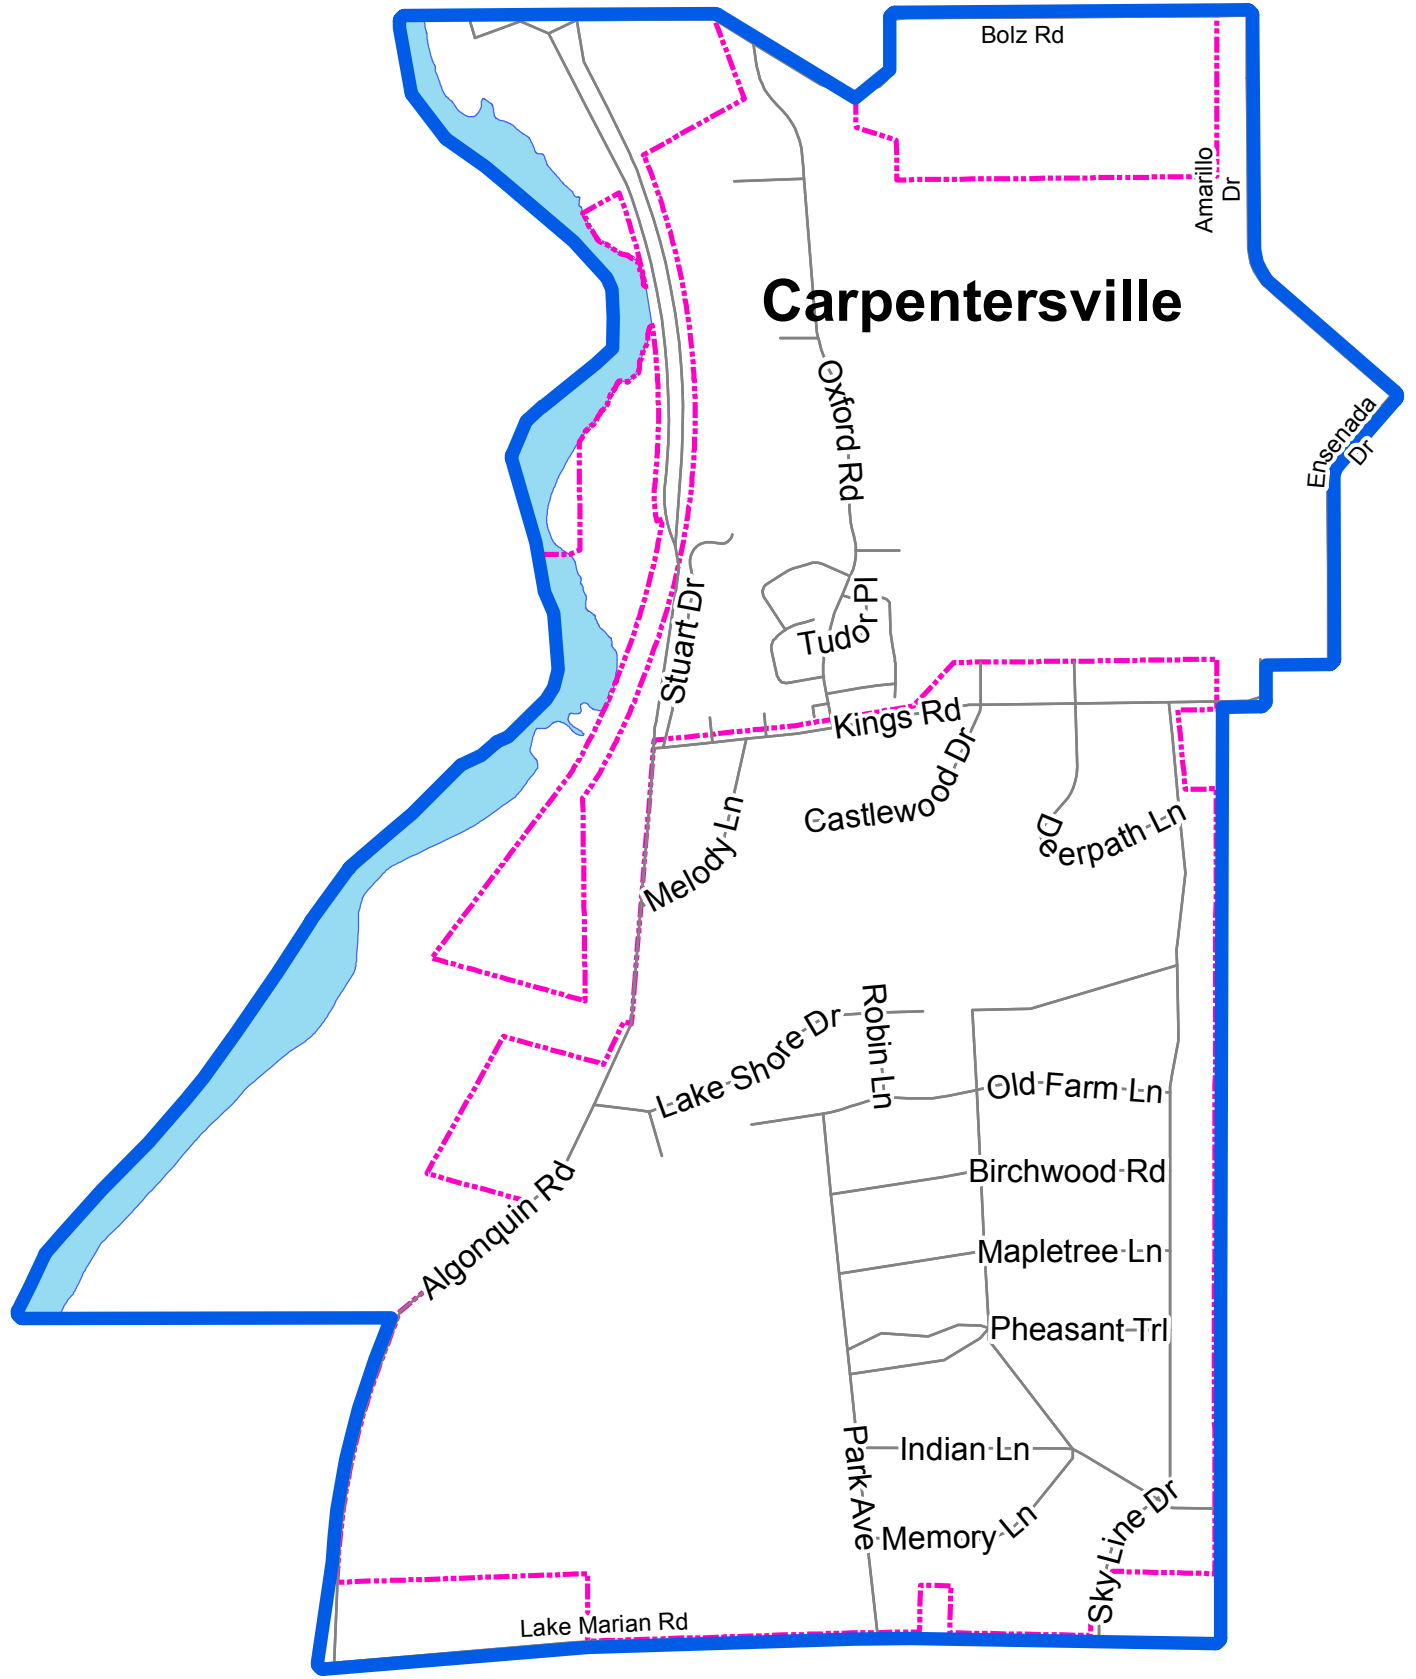 Bolz Rd
Amarillo
Dr
Carpentersville
Oxford Rd
Ensenada
Dr
Stuart Dr
Tudor Pl
Kings Rd
Castlewood Dr
Deerpath Ln
Melody Ln
Robin Ln
Lake Shore Dr
Old Farm Ln
Birchwood Rd
Algonquin Rd
Mapletree Ln
Pheasant Trl
Park Ave
Indian Ln
Memory Ln
Sky Line Dr
Lake Marian Rd